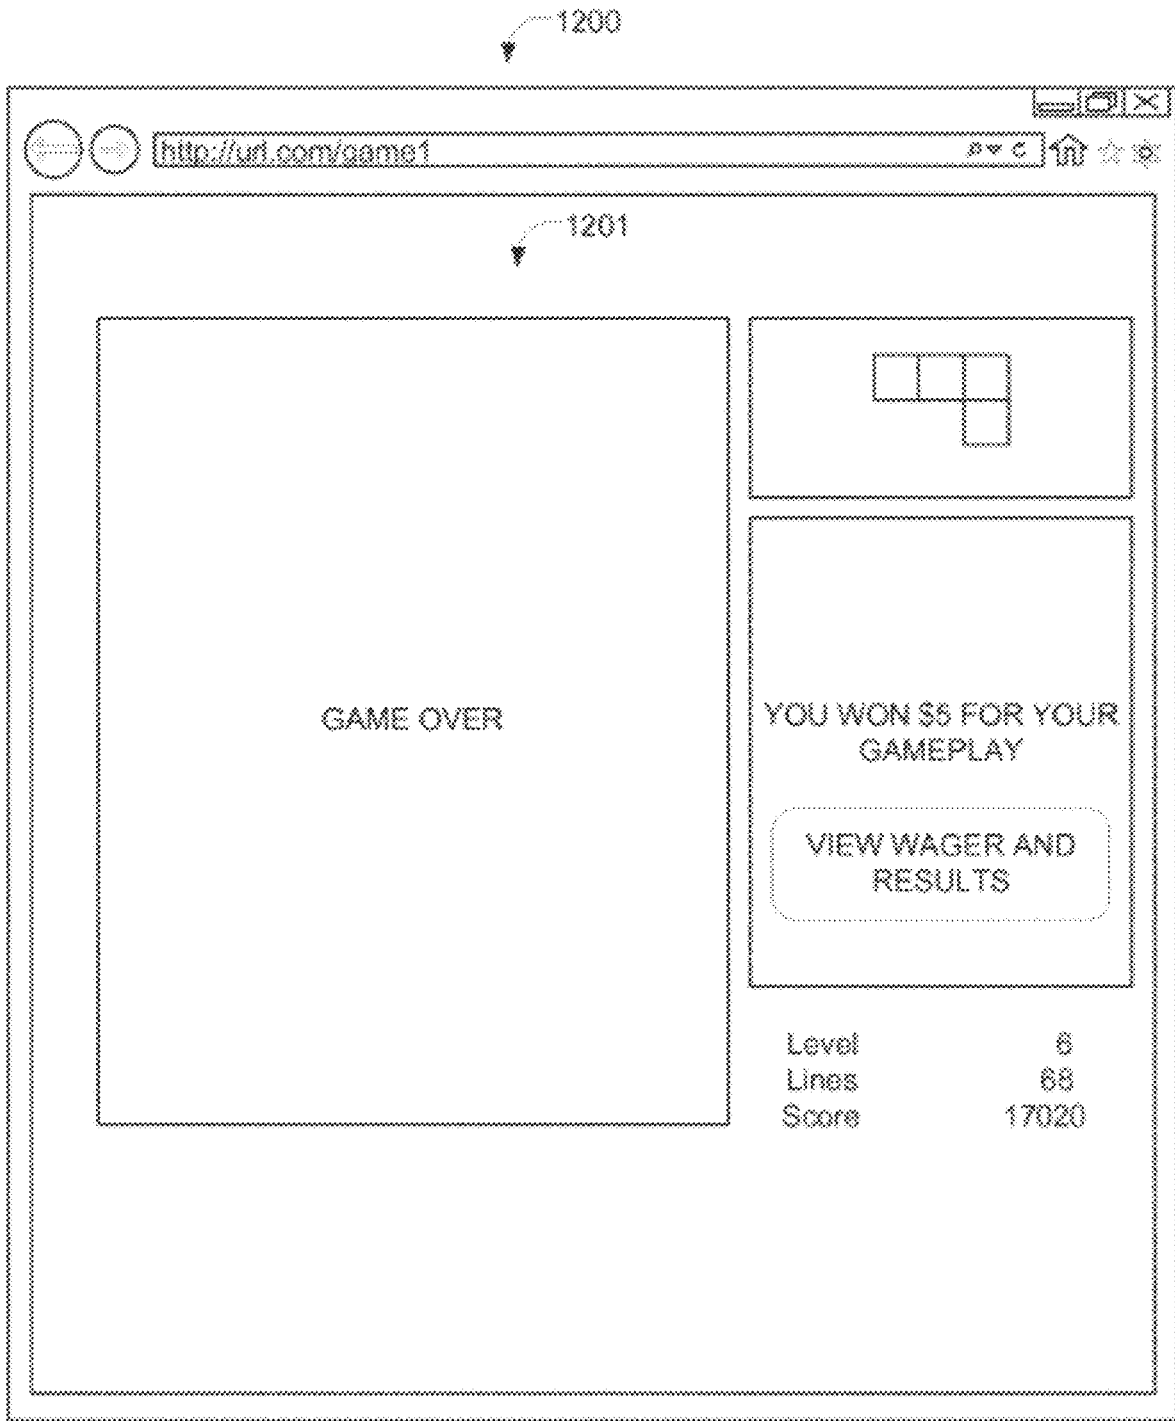 1200
http://url.com/game1
1201
GAME OVER
YOU WON $5 FOR YOUR
GAMEPLAY
VIEW WAGER AND
RESULTS
Level 6
Lines 68
Score 17020